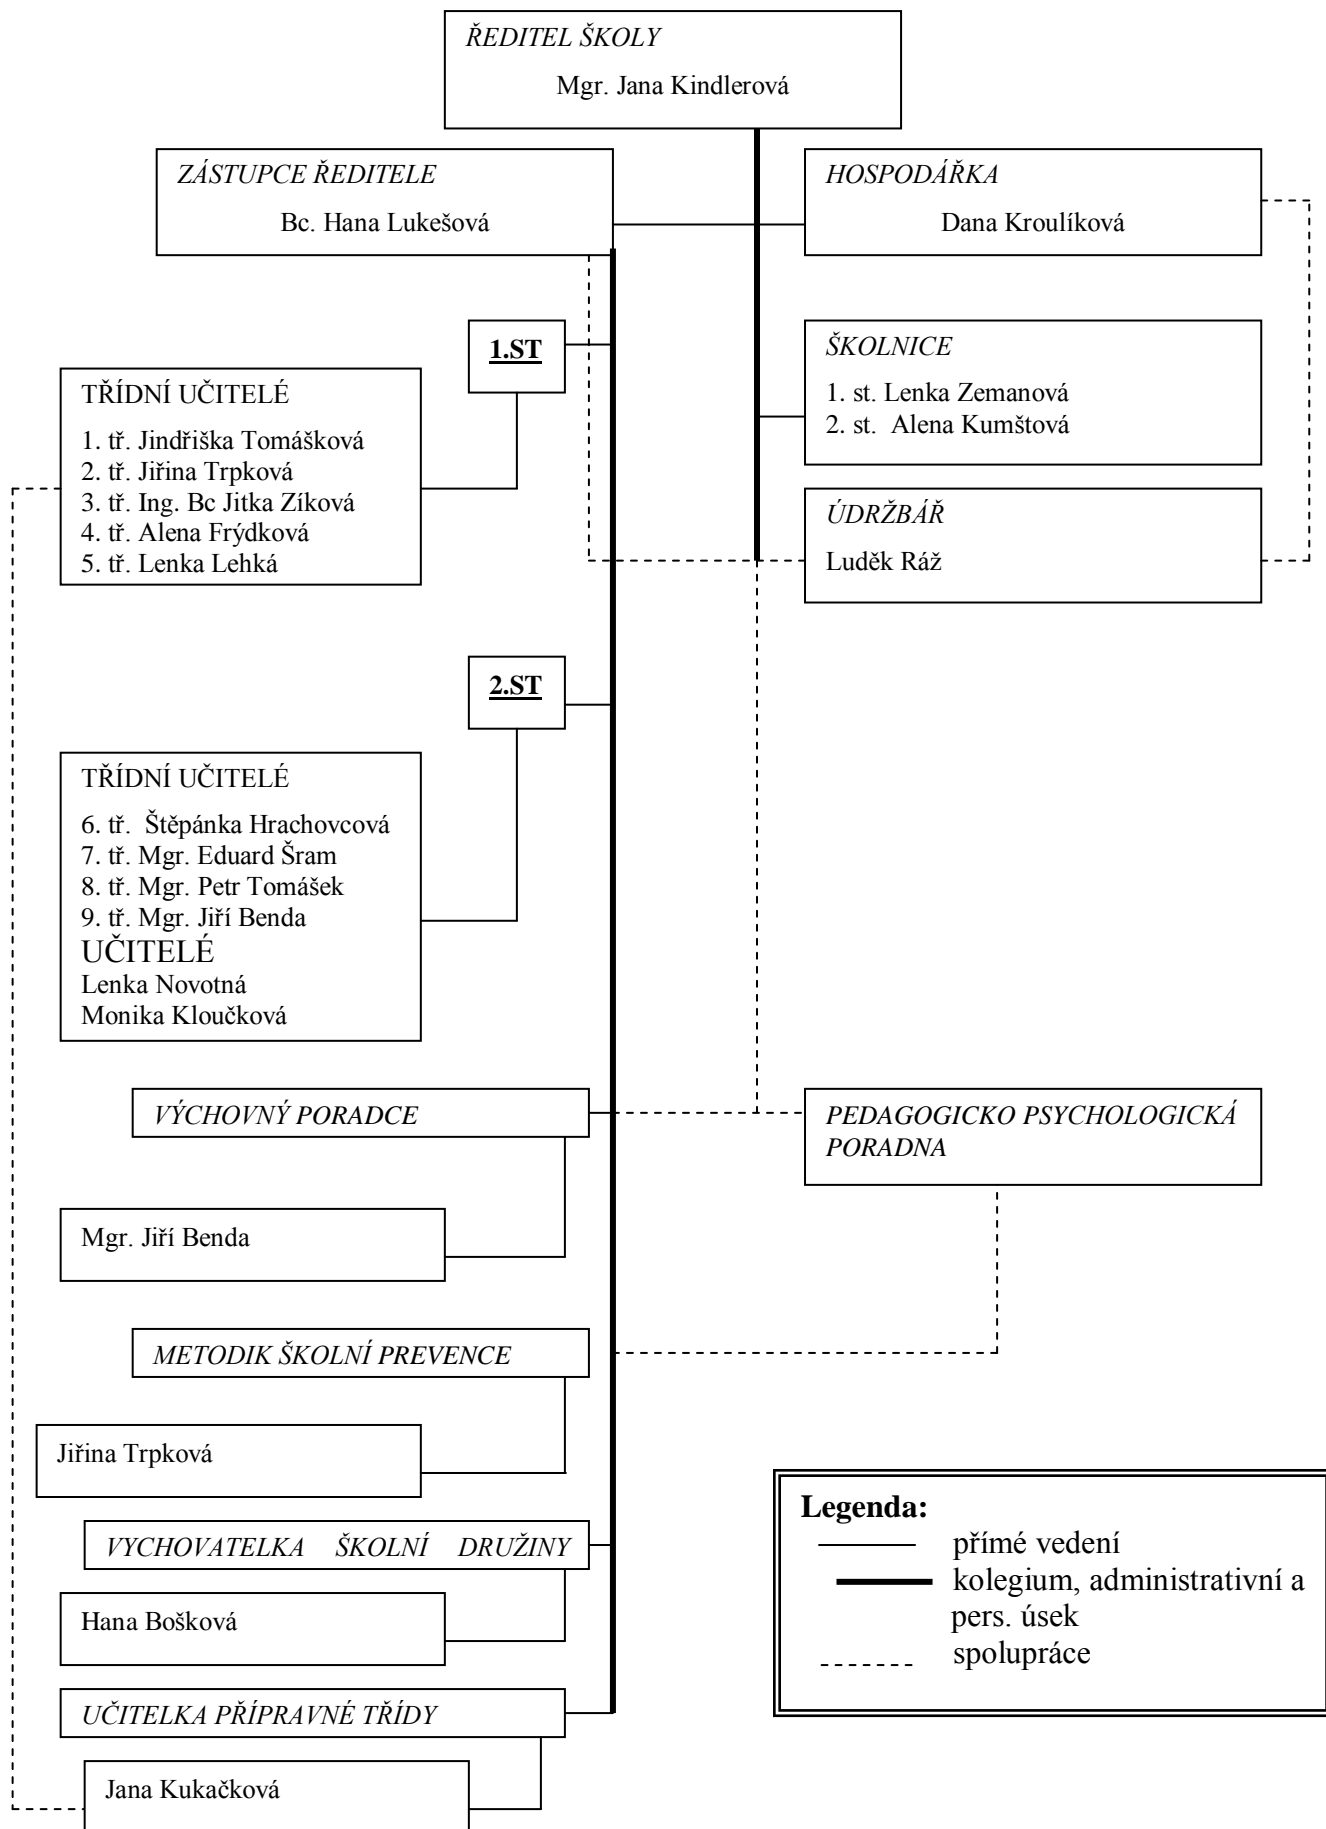 ŘEDITEL ŠKOLY
Mgr. Jana Kindlerová
ZÁSTUPCE ŘEDITELE
Bc. Hana Lukešová
HOSPODÁŘKA
Dana Kroulíková
1.ST
ŠKOLNICE
1. st. Lenka Zemanová
2. st. Alena Kumštová
TŘÍDNÍ UČITELÉ
1. tř. Jindřiška Tomášková
2. tř. Jiřina Trpková
3. tř. Ing. Bc Jitka Zíková
4. tř. Alena Frýdková
5. tř. Lenka Lehká
ÚDRŽBÁŘ
Luděk Ráž
2.ST
TŘÍDNÍ UČITELÉ
6. tř. Štěpánka Hrachovcová
7. tř. Mgr. Eduard Šram
8. tř. Mgr. Petr Tomášek
9. tř. Mgr. Jiří Benda
UČITELÉ
Lenka Novotná
Monika Kloučková
VÝCHOVNÝ PORADCE
PEDAGOGICKO PSYCHOLOGICKÁ
PORADNA
Mgr. Jiří Benda
METODIK ŠKOLNÍ PREVENCE
Jiřina Trpková
VYCHOVATELKA ŠKOLNÍ DRUŽINY
Hana Bošková
UČITELKA PŘÍPRAVNÉ TŘÍDY
Jana Kukačková
Legenda:
přímé vedení
kolegium, administrativní a
pers. úsek
spolupráce